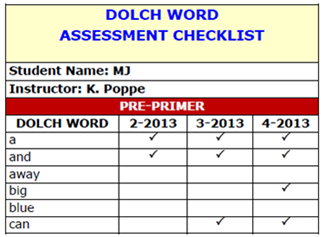 DOLCH WORD
ASSESSMENT CHECKLIST
Student Name: MJ
Instructor: K. Poppe
PRE-PRIMER
DOLCH WORD 2-2013 3-2013 4-2013
a ✓ ✓ ✓
and ✓ ✓ ✓
away
big ✓
blue
can ✓ ✓